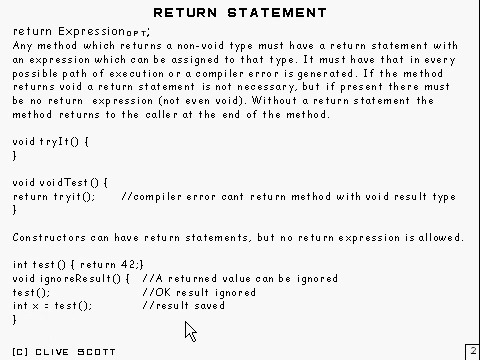 RETURN STATEMENT
return Expression OPT;
Any method which returns a non-void type must have a return statement with
an expression which can be assigned to that type. It must have that in every
possible path of execution or a compiler error is generated. If the method
returns void a return statement is not necessary, but if present there must
be no return expression (not even void). Without a return statement the
method returns to the caller at the end of the method.
void tryIt() {
}
void voidTest() {
return tryit(); //compiler error cant return method with void result type
}
Constructors can have return statements, but no return expression is allowed.
int test() { return 42;}
void ignoreResult() { //A returned value can be ignored
test(); //OK result ignored
int x = test(); //result saved
}
(C) CLIVE SCOTT
2